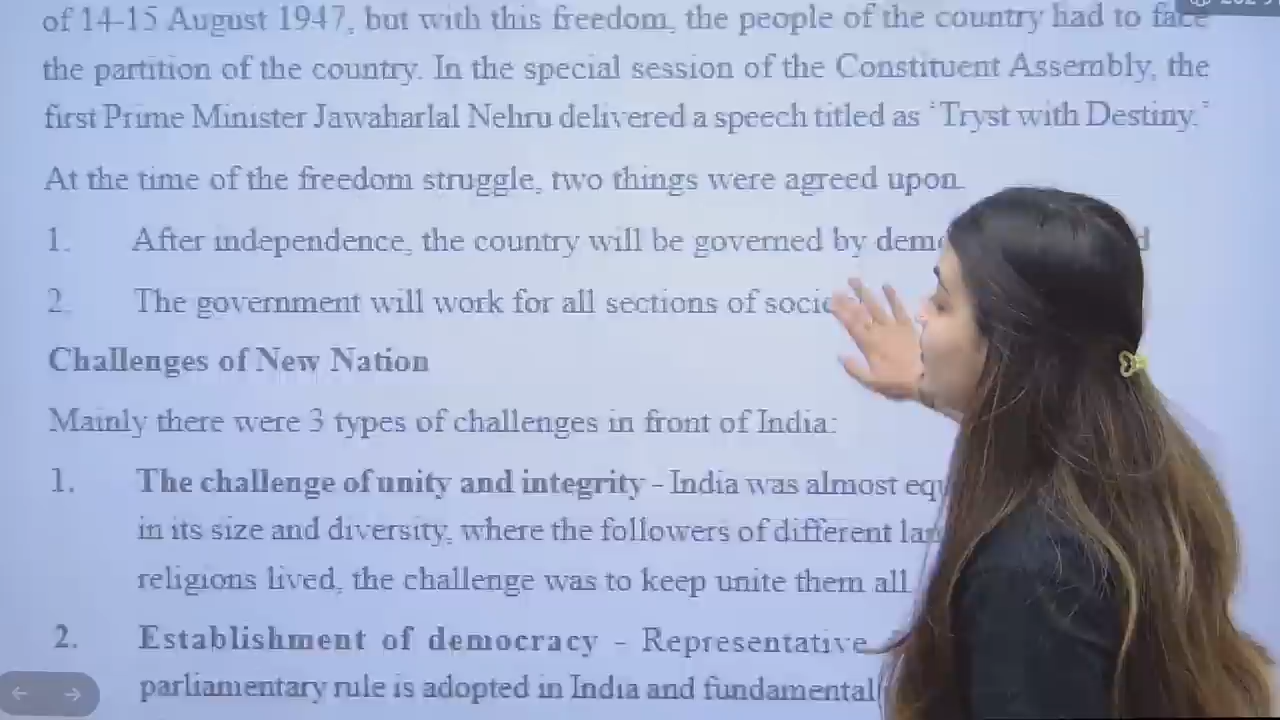 of 14-15 August 1947, but with this freedom, the people of the country had to face
the partition of the country. In the special session of the Constituent Assembly, the
first Prime Minister Jawaharlal Nehru delivered a speech titled as 'Tryst with Destiny.'
At the time of the freedom struggle, two things were agreed upon.
1. After independence, the country will be governed by
2. The government will work for all sections of
Challenges of New Nation
Mainly there were 3 types of challenges in front of India:
1. The challenge of unity and integrity - India was almost
in its size and diversity, where the followers of different
religions lived, the challenge was to keep unite them all
2. Establishment of democracy - Representative
parliamentary rule is adopted in India and fundamental